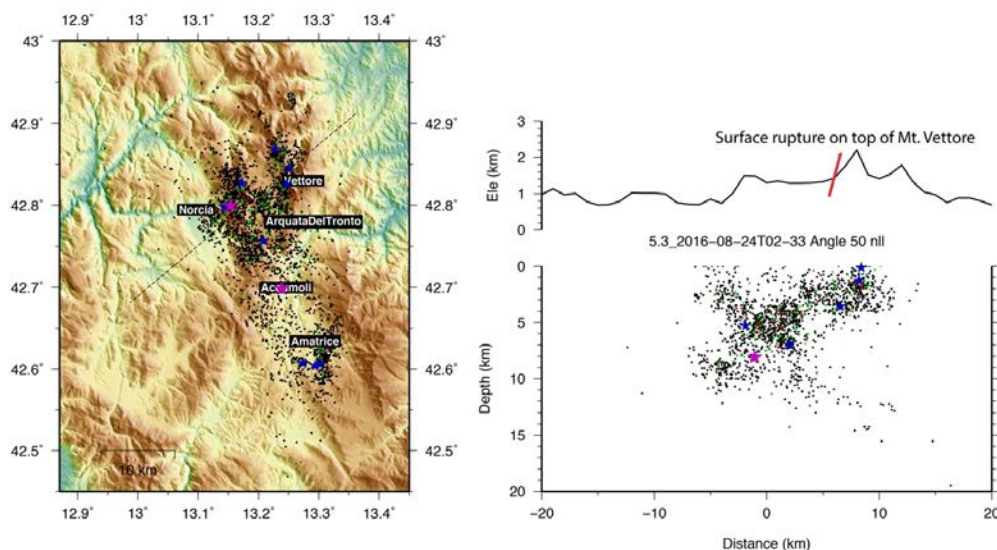 12.9° 13° 13.1° 13.2° 13.3° 13.4°
43° 43°
42.9° 42.9°
Vettore
42.8° Norcia 42.8°
ArquataDelTronto
42.7° 42.7°
Amatrice
42.6° 42.6°
42.5° 42.5°
10 km
12.9° 13° 13.1° 13.2° 13.3° 13.4°
Surface rupture on top of Mt. Vettore
Ele (km)
3
2
1
0
5.3_2016-08-24T02-33 Angle 50 nll
Depth (km)
0
5
10
15
20
-20 -10 0 10 20
Distance (km)